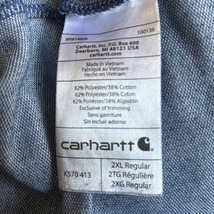 RN#14806 100138
Carhartt, Inc. P.O. Box 600
Dearborn, MI 48121 USA
carhartt.com
Made in Vietnam
Fabriqué au Vietnam
Hecho en Vietnam
62% Polyester/38% Cotton
62% Polyester/38% Coton
62% Poliéster/38% Algodón
Exclusive of trimming
Sans garniture
Sin incluir adorno
carhartt
K570 413
2XL Regular
2TG Régulière
2XG Regular